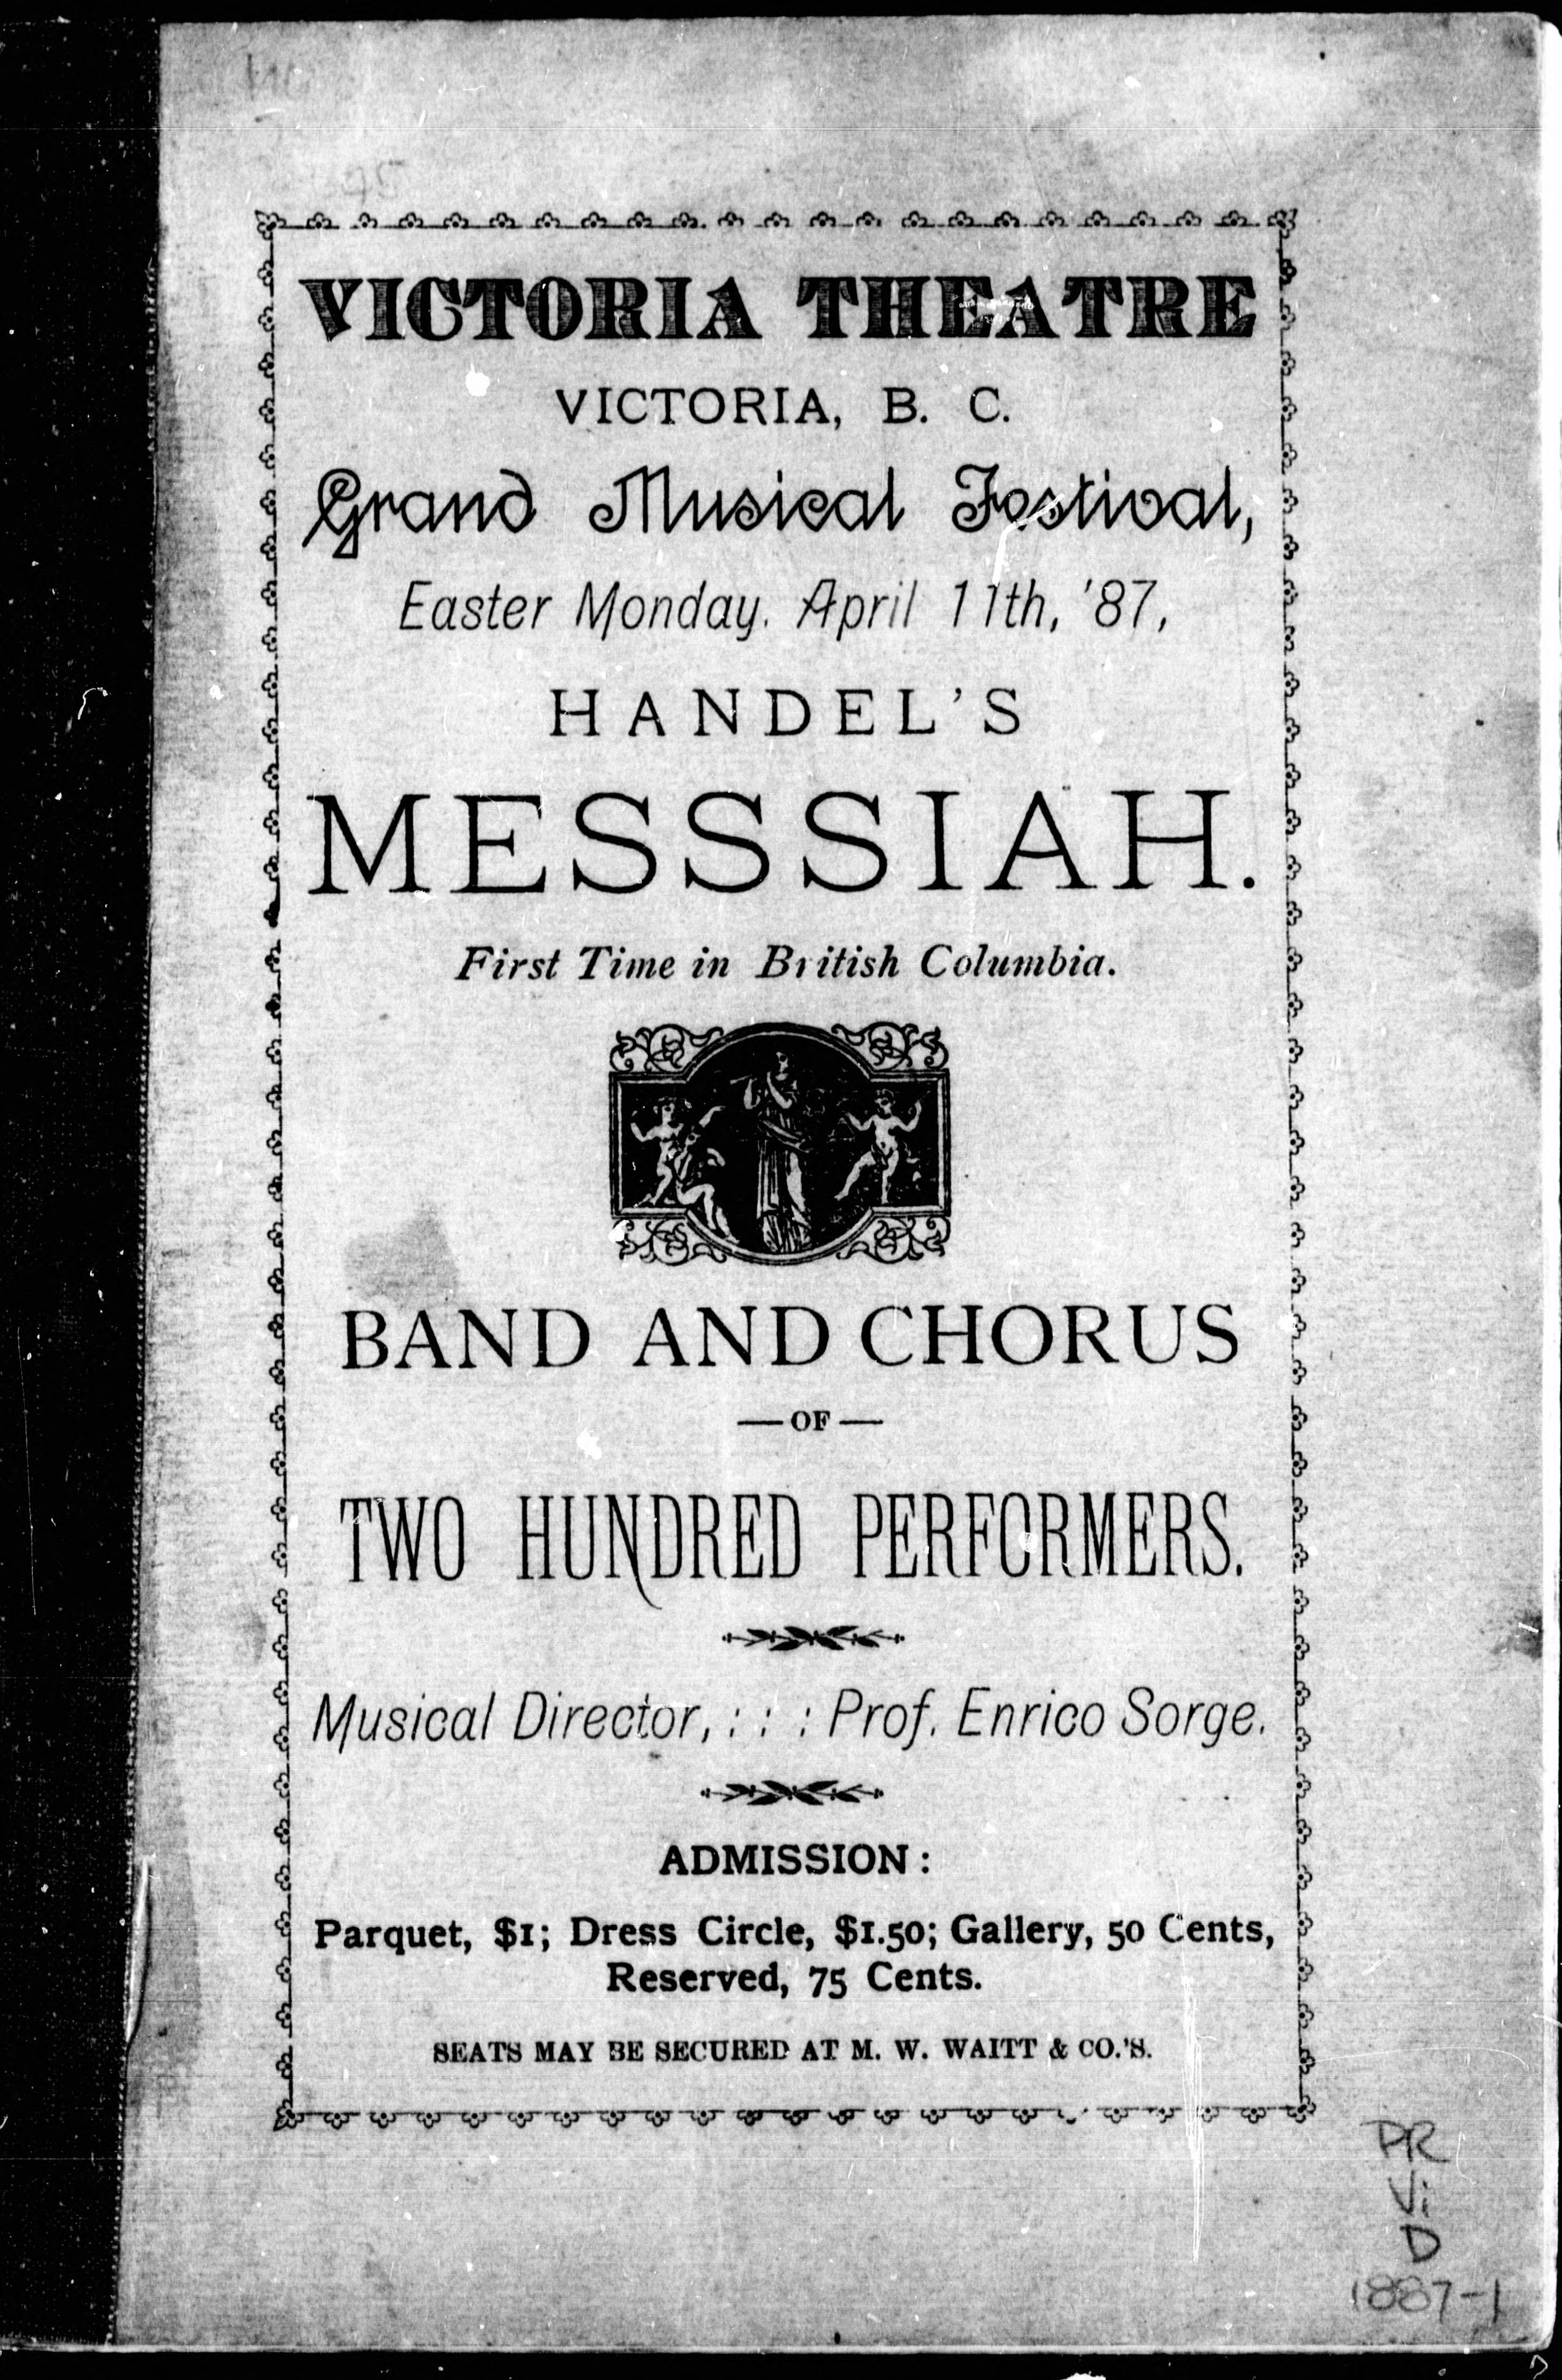 VICTORIA THEATRE
VICTORIA, B. C.
Grand Musical Festival,
Easter Monday. April 11th, '87,
HANDEL'S
MESSSIAH.
First Time in British Columbia.
BAND AND CHORUS
—OF—
TWO HUNDRED PERFORMERS.
Musical Director, : : : Prof. Enrico Sorge.
ADMISSION:
Parquet, $1; Dress Circle, $1.50; Gallery, 50 Cents,
Reserved, 75 Cents.
SEATS MAY BE SECURED AT M. W. WAITT & CO.'S.
PR
Vi
D
1887-1